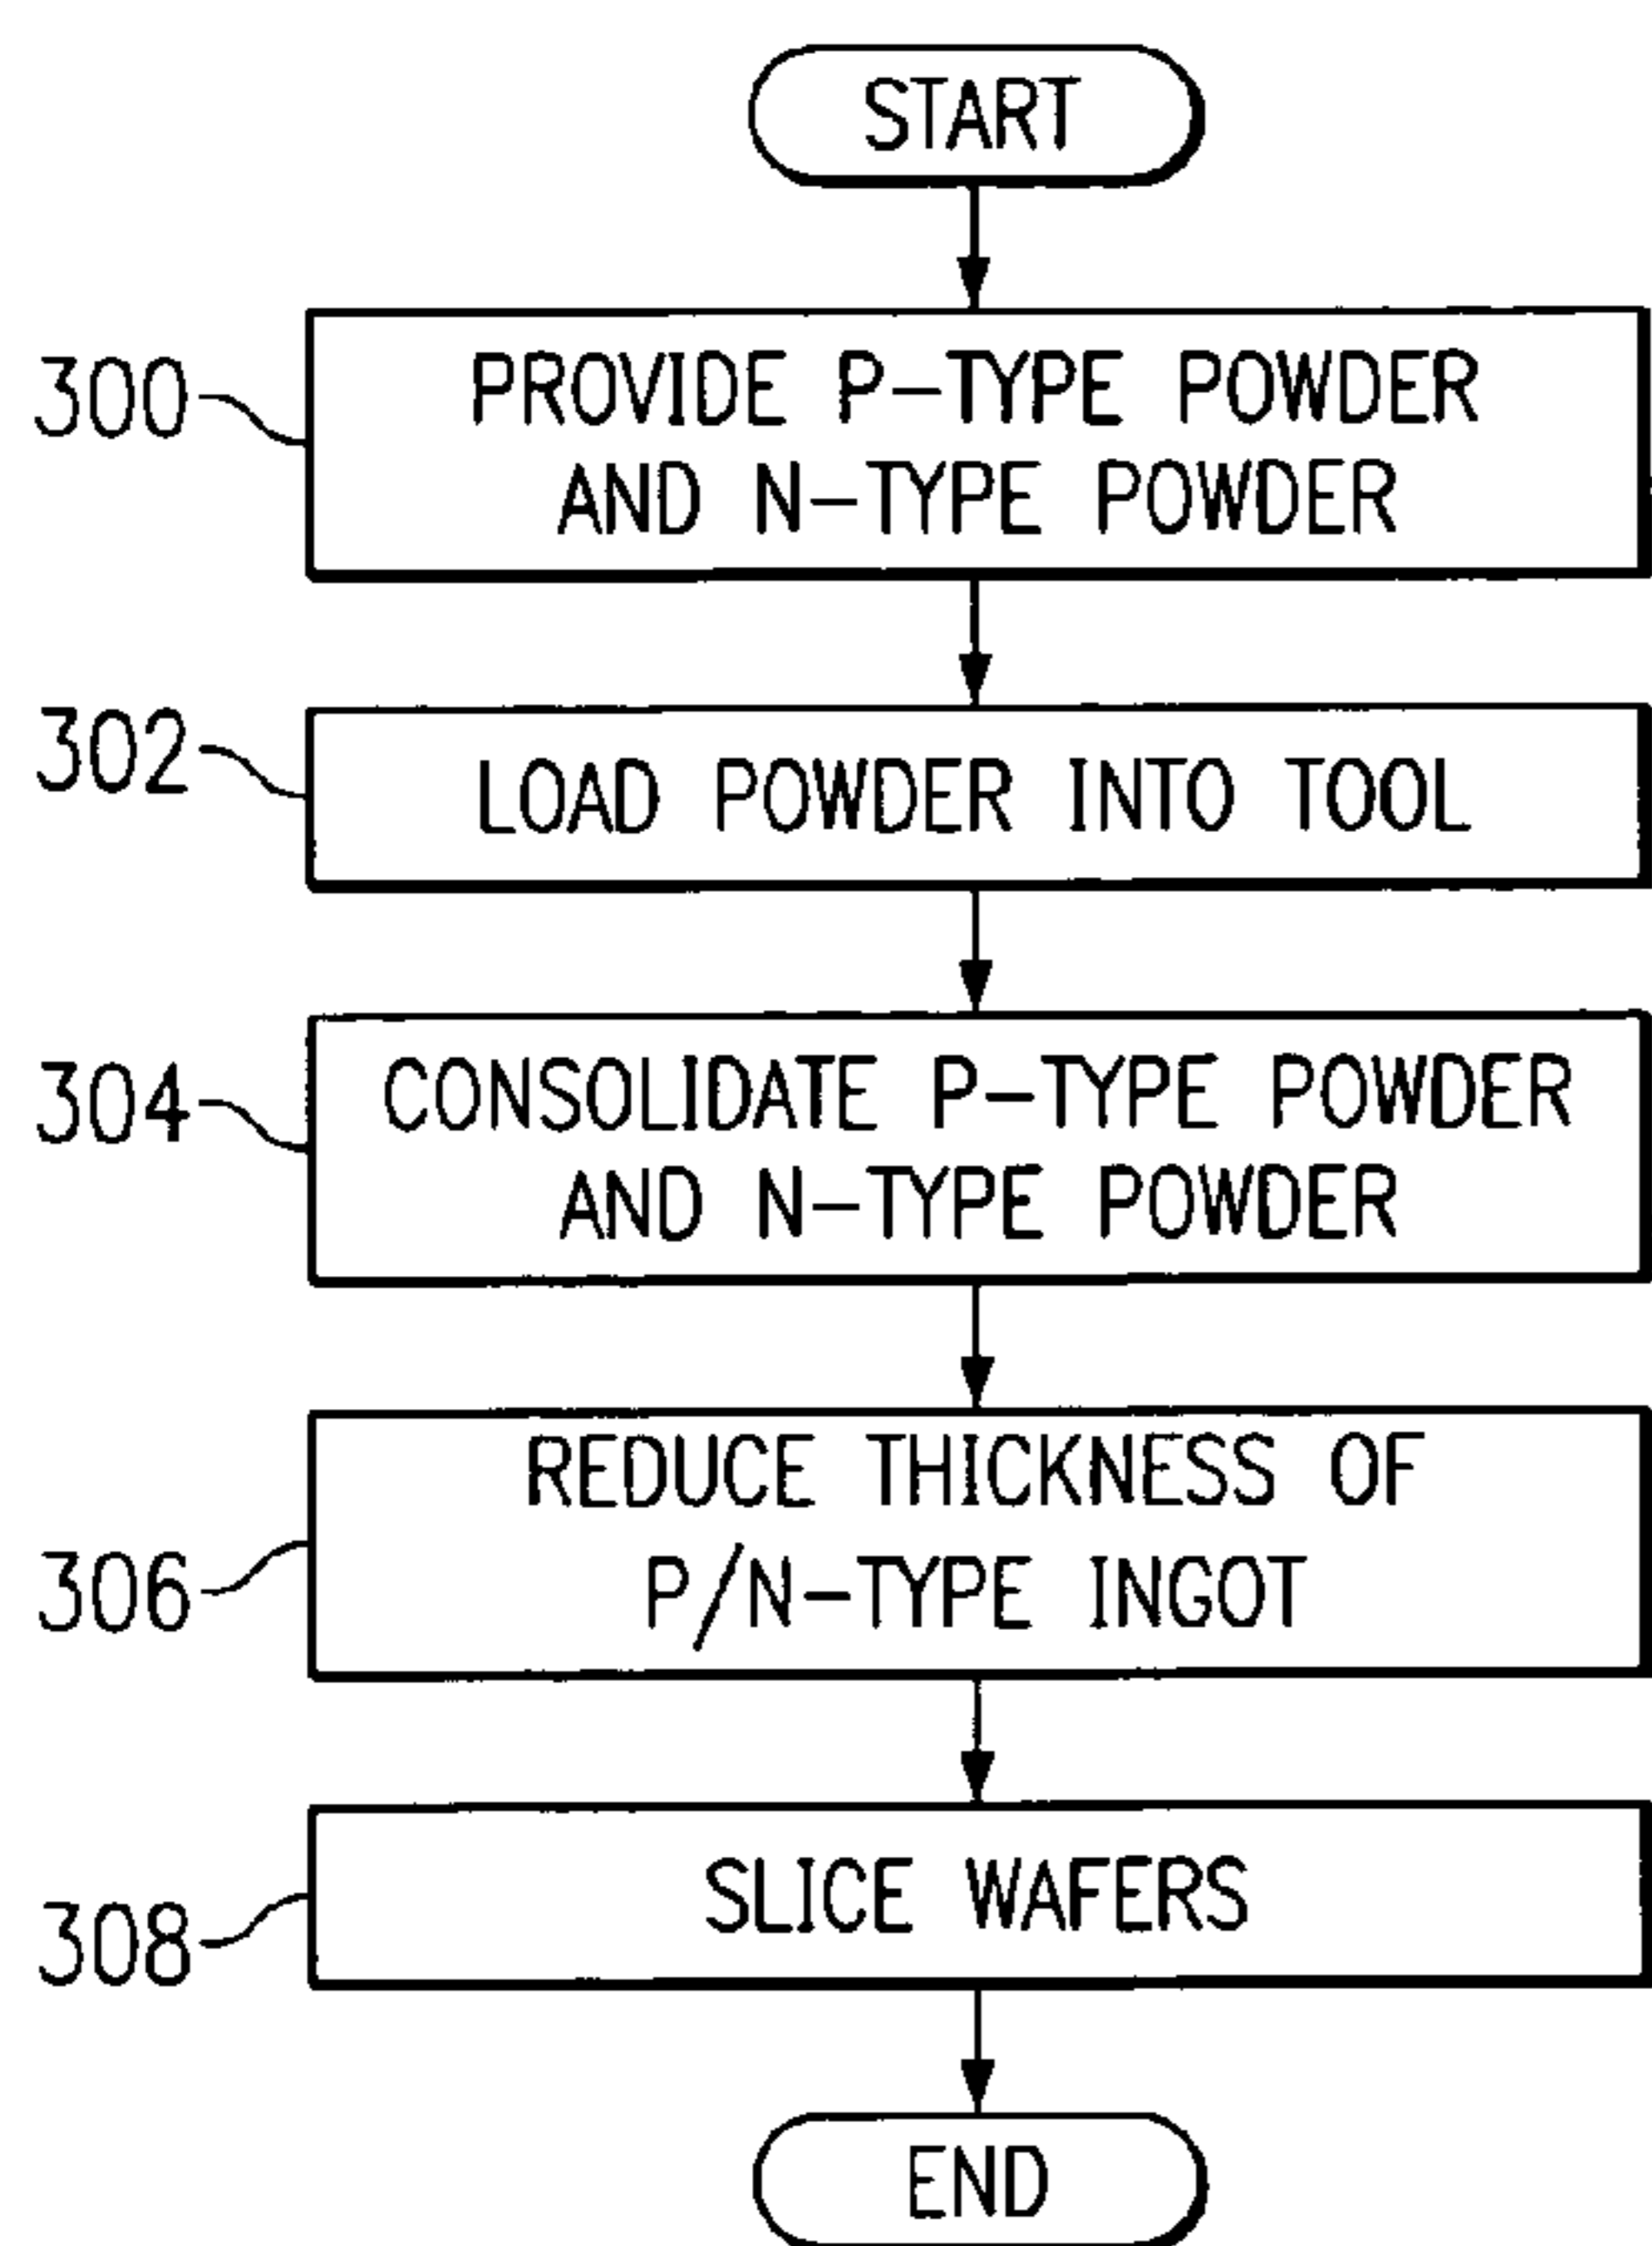 START
300
PROVIDE P-TYPE POWDER
AND N-TYPE POWDER
302
LOAD POWDER INTO TOOL
304
CONSOLIDATE P-TYPE POWDER
AND N-TYPE POWDER
306
REDUCE THICKNESS OF
P/N-TYPE INGOT
308
SLICE WAFERS
END